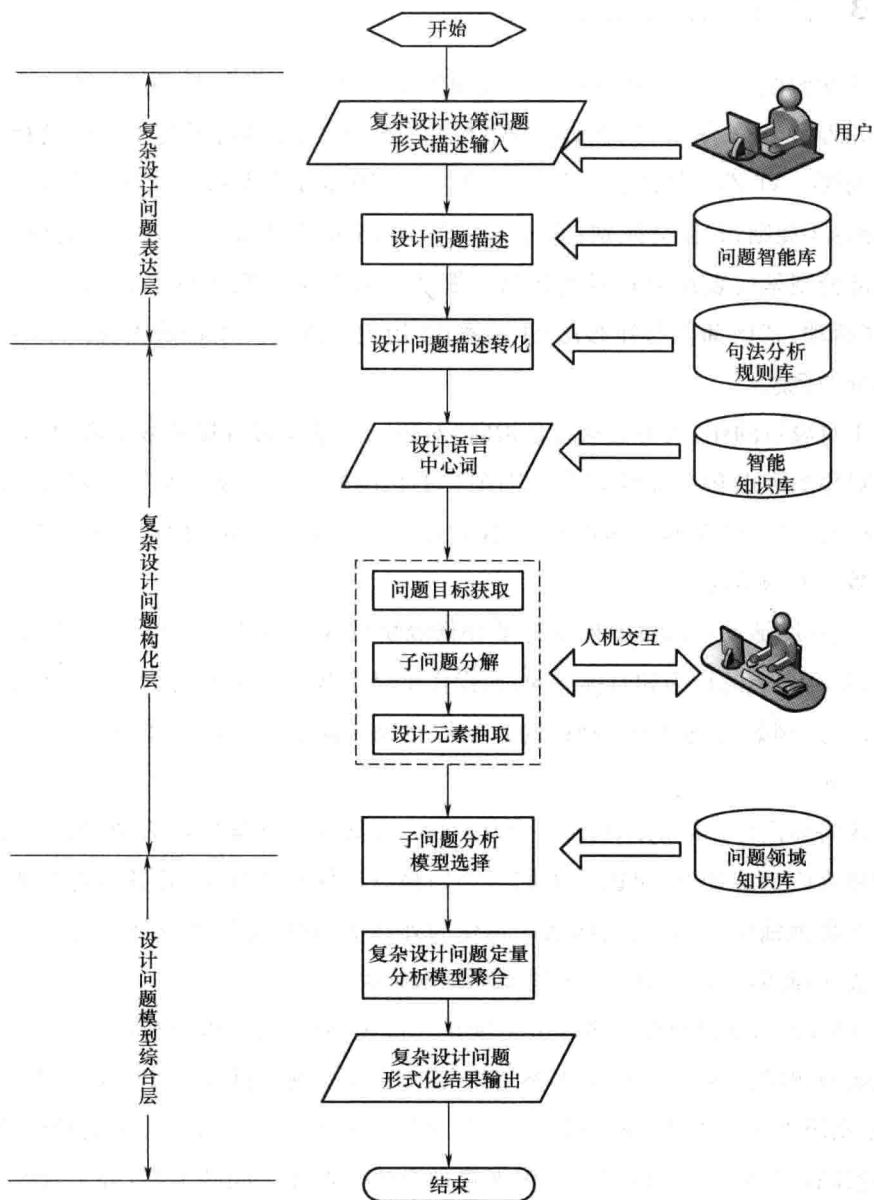 3
开始
复杂设计决策问题
形式描述输入
用户
设计问题描述
问题智能库
复杂设计问题表达层
设计问题描述转化
句法分析
规则库
设计语言
中心词
智能
知识库
问题目标获取
子问题分解
设计元素抽取
人机交互
复杂设计问题构化层
子问题分析
模型选择
问题领域
知识库
复杂设计问题定量
分析模型聚合
复杂设计问题
形式化结果输出
设计问题模型综合层
结束